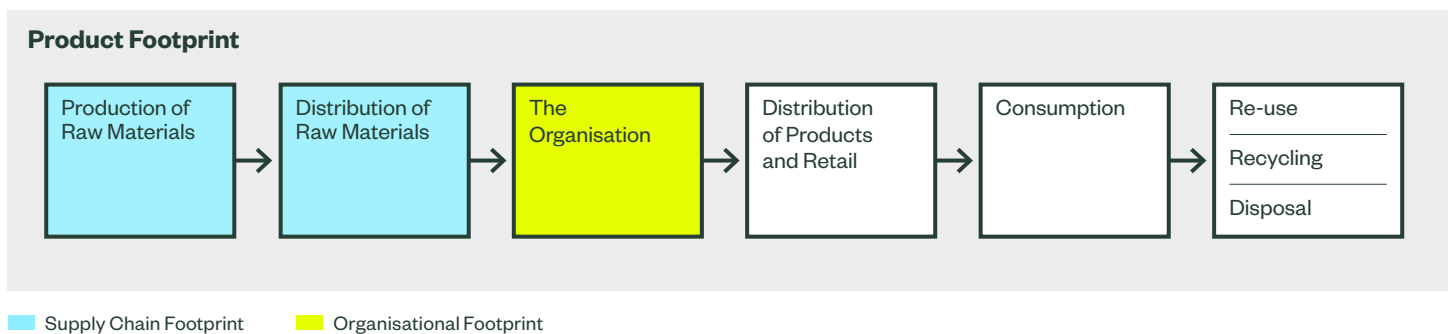 Product Footprint
Production of
Raw Materials
Distribution of
Raw Materials
The
Organisation
Distribution
of Products
and Retail
Consumption
Re-use
Recycling
Disposal
Supply Chain Footprint
Organisational Footprint